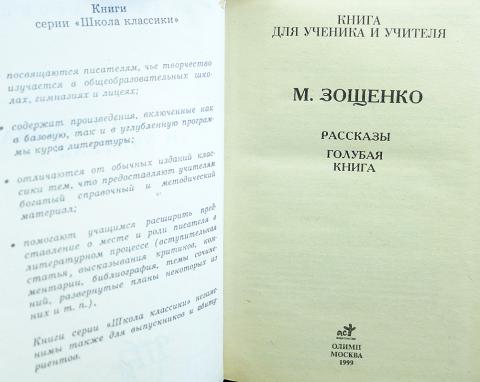 Книги
серии «Школа классики»
посвящаются писателям, чье творчество
изучается в общеобразовательных шко-
лах, гимназиях и лицеях;
• содержат произведения, включенные как
в базовую, так и в углубленную програм-
мы курса литературы;
• отличаются от обычных изданий клас-
сики тем, что предоставляют учителям
богатый справочный и методический
материал;
• помогают учащимся расширить пред-
ставление о месте и роли писателя в
литературном процессе (вступительная
статья, высказывания критиков, ком-
ментарии, библиография, темы сочине-
ний, развернутые планы некоторых из
них и т. п.).
Книги серии «Школа классики» незаме-
нимы также для выпускников и абиту-
риентов.
КНИГА
ДЛЯ УЧЕНИКА И УЧИТЕЛЯ
М. ЗОЩЕНКО
РАССКАЗЫ
ГОЛУБАЯ
КНИГА
АСТ
ОЛИМП
МОСКВА
1999